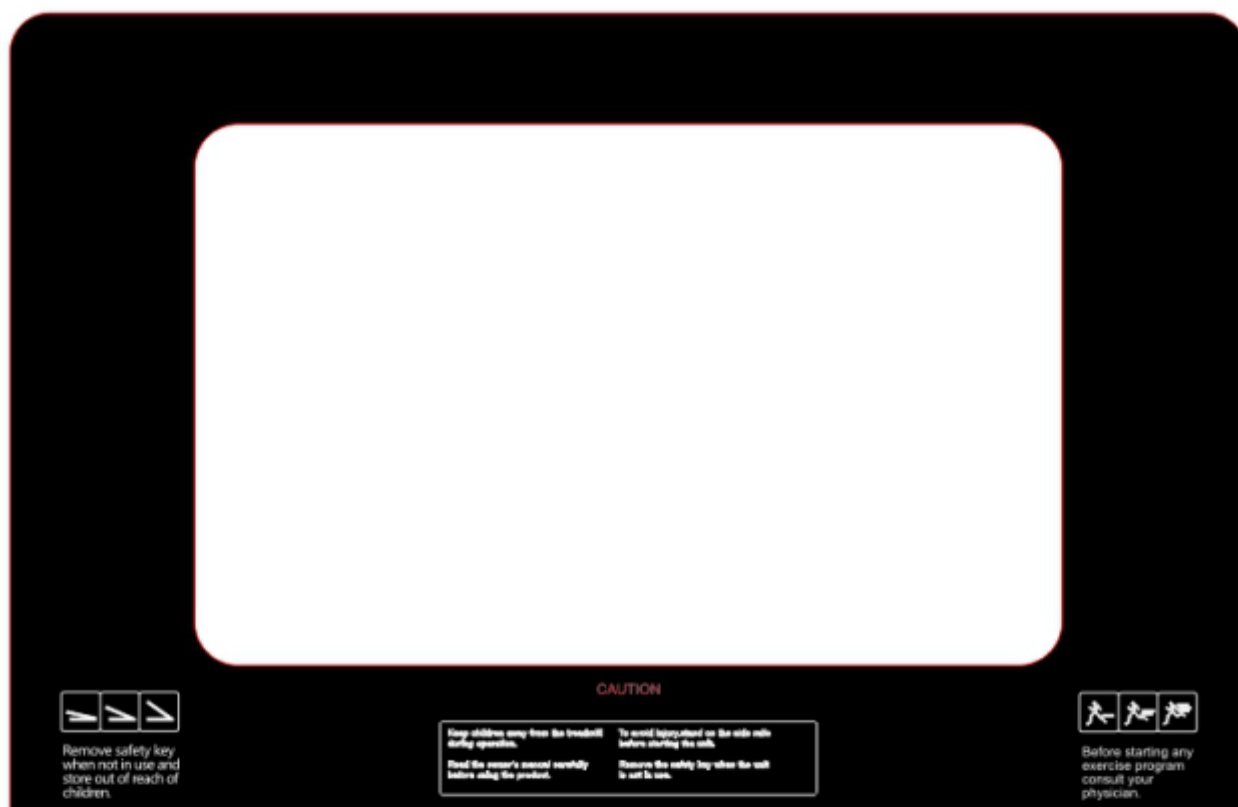 CAUTION
Remove safety key
when not in use and
store out of reach of
children.
Keep children away from the treadmill
during operation.
Read the owner's manual carefully
before using the product.
To avoid injury,stand on the side rails
before starting the unit.
Remove the safety key when the unit
is not in use.
Before starting any
exercise program
consult your
physician.